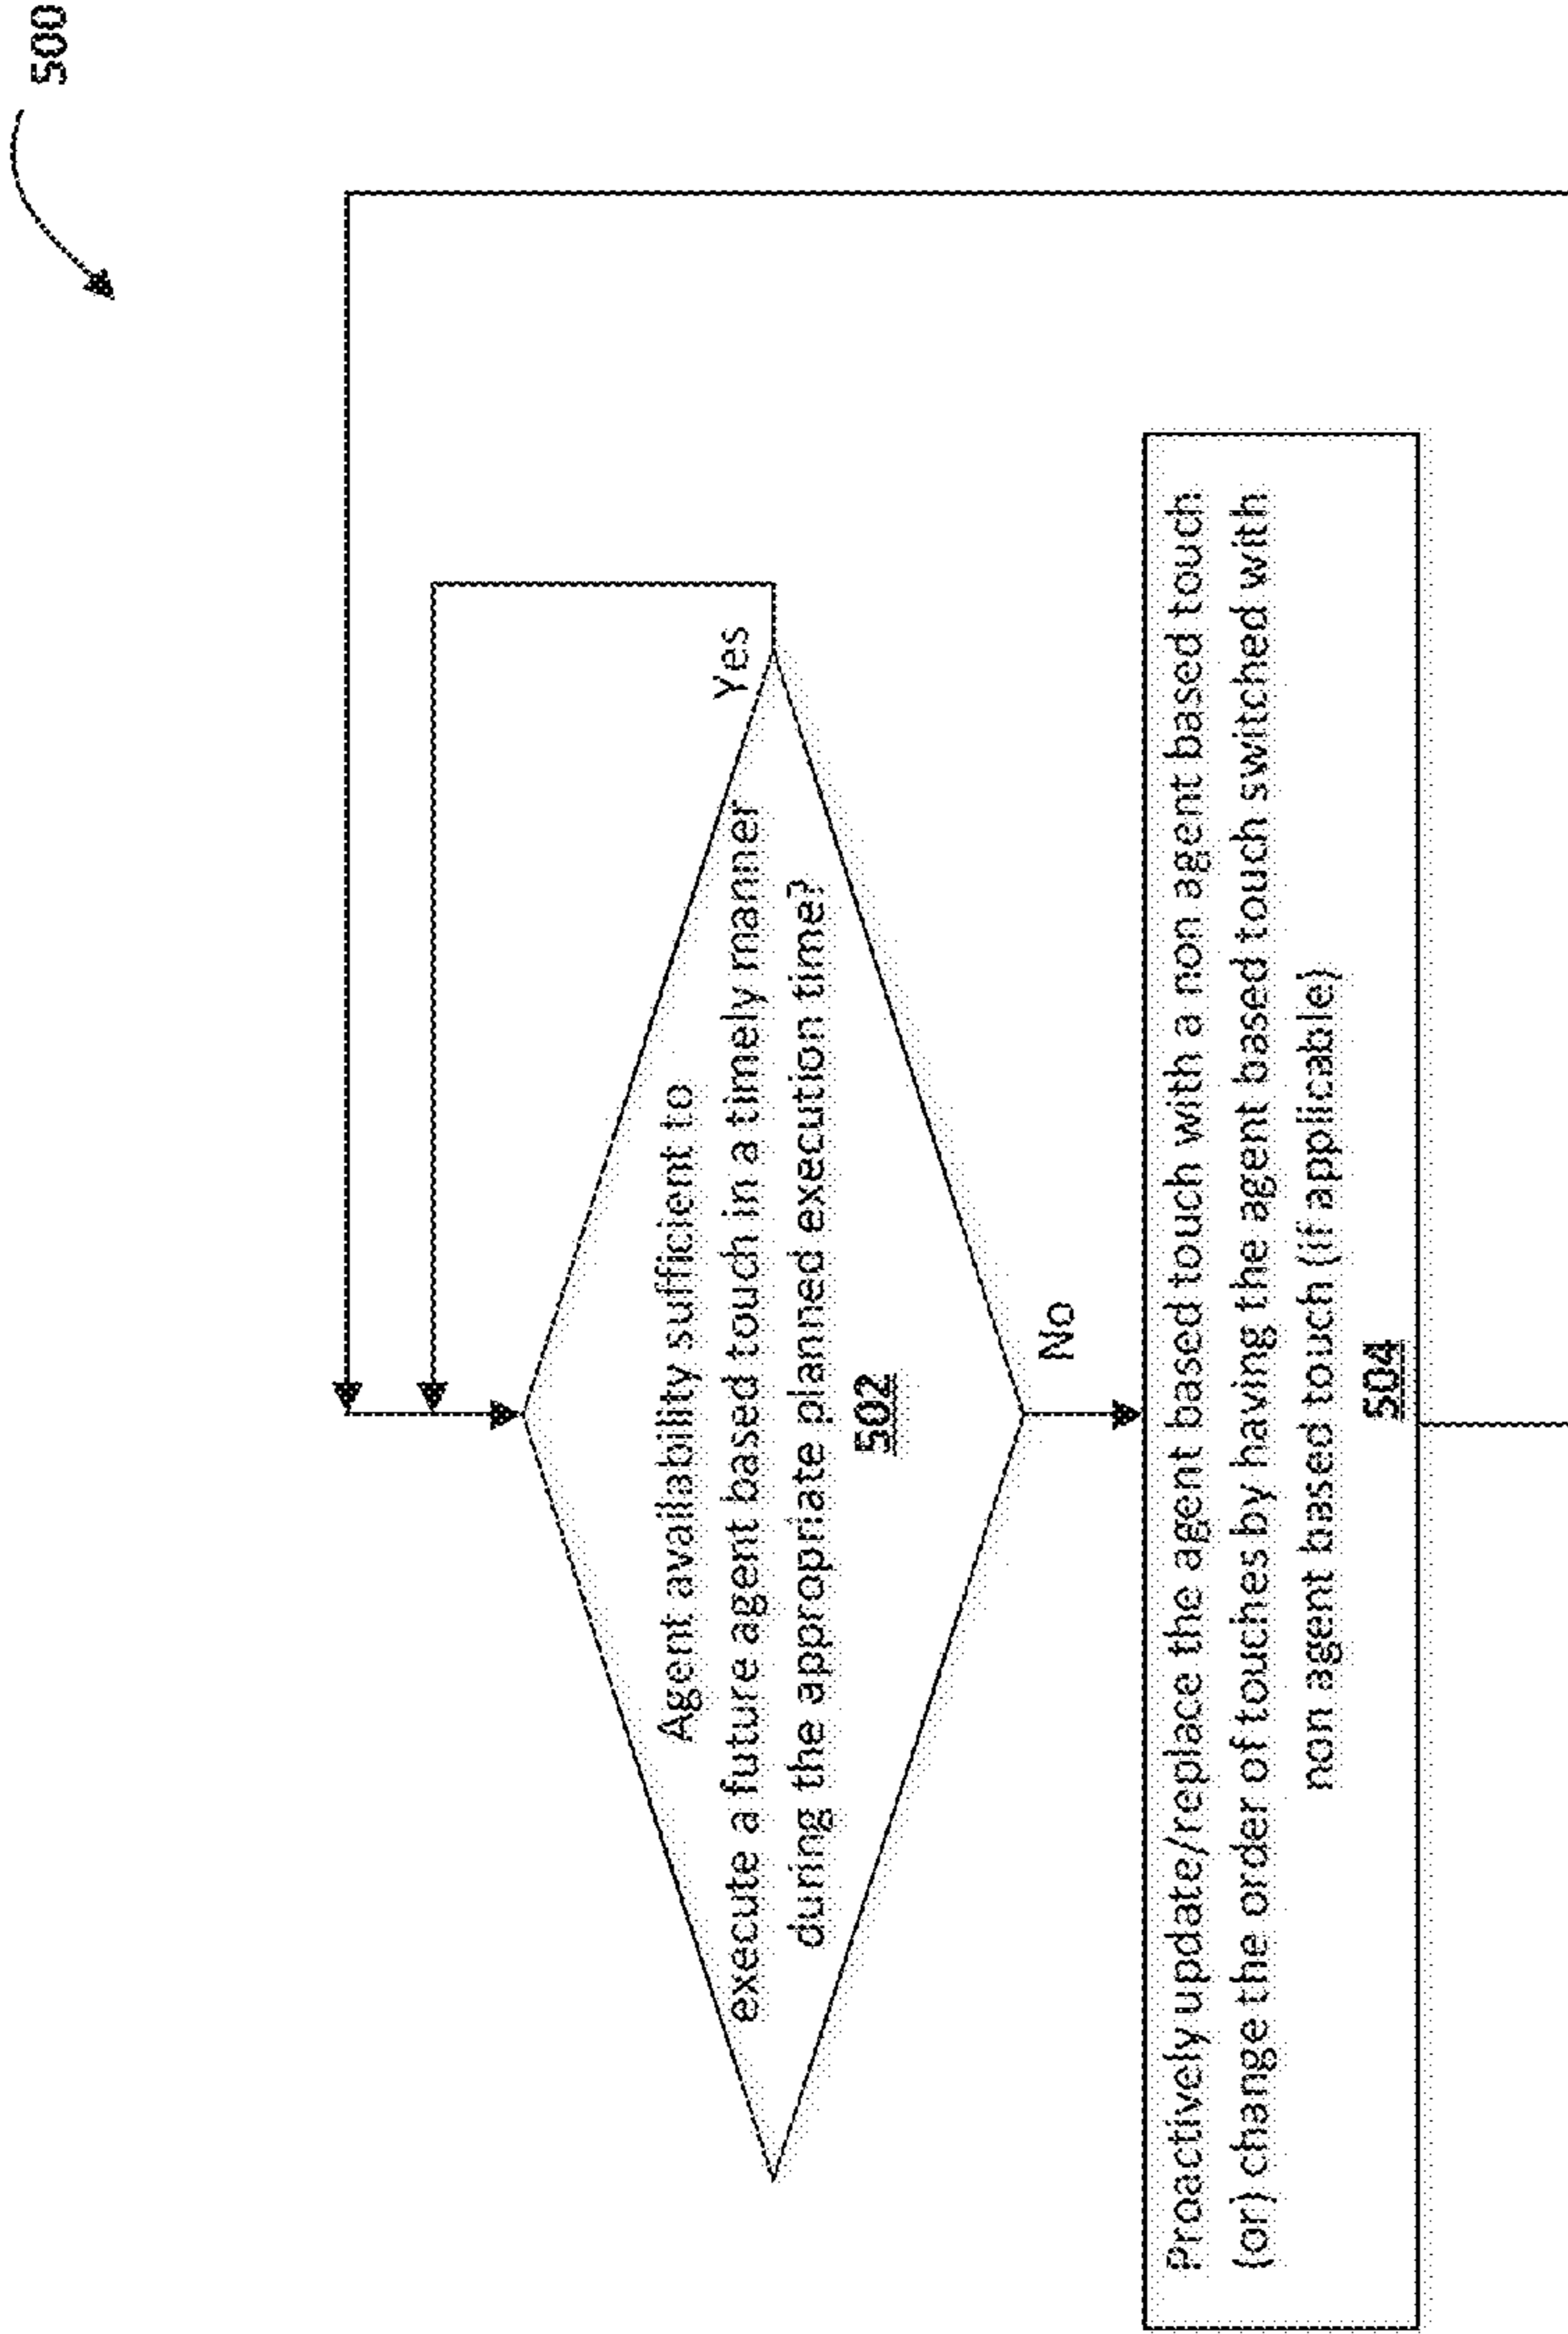 500
Yes
Agent availability sufficient to
execute a future agent based touch in a timely manner
during the appropriate planned execution time?
502
No
Proactively update/replace the agent based touch with a non agent based touch
(or) change the order of touches by having the agent based touch switched with
non agent based touch (if applicable)
504